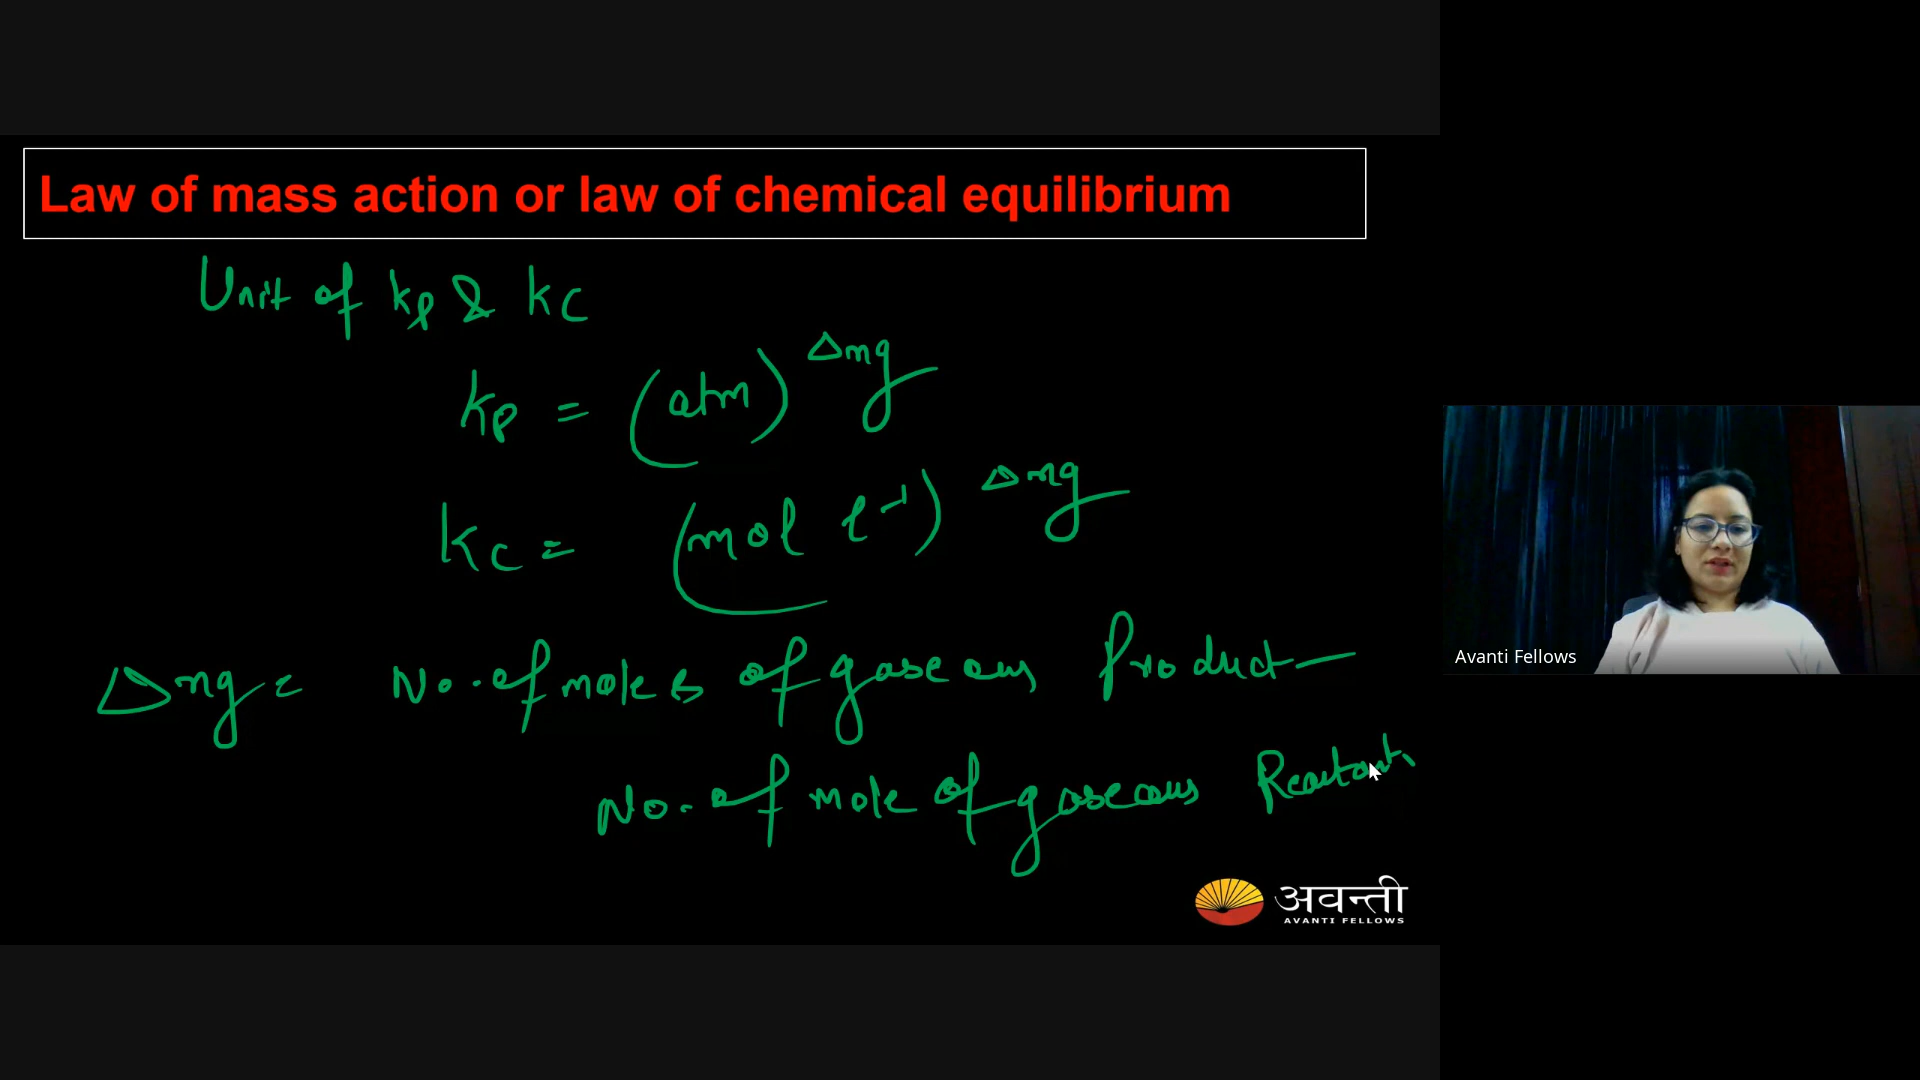 Law of mass action or law of chemical equilibrium
Unit of kp & kc
kp = (atm)^Δng
kc = (mol l⁻¹)^Δng
Δng = No. of moles of gaseous Product —
No. of mole of gaseous Reactant
Avanti Fellows
अवन्ती
AVANTI FELLOWS